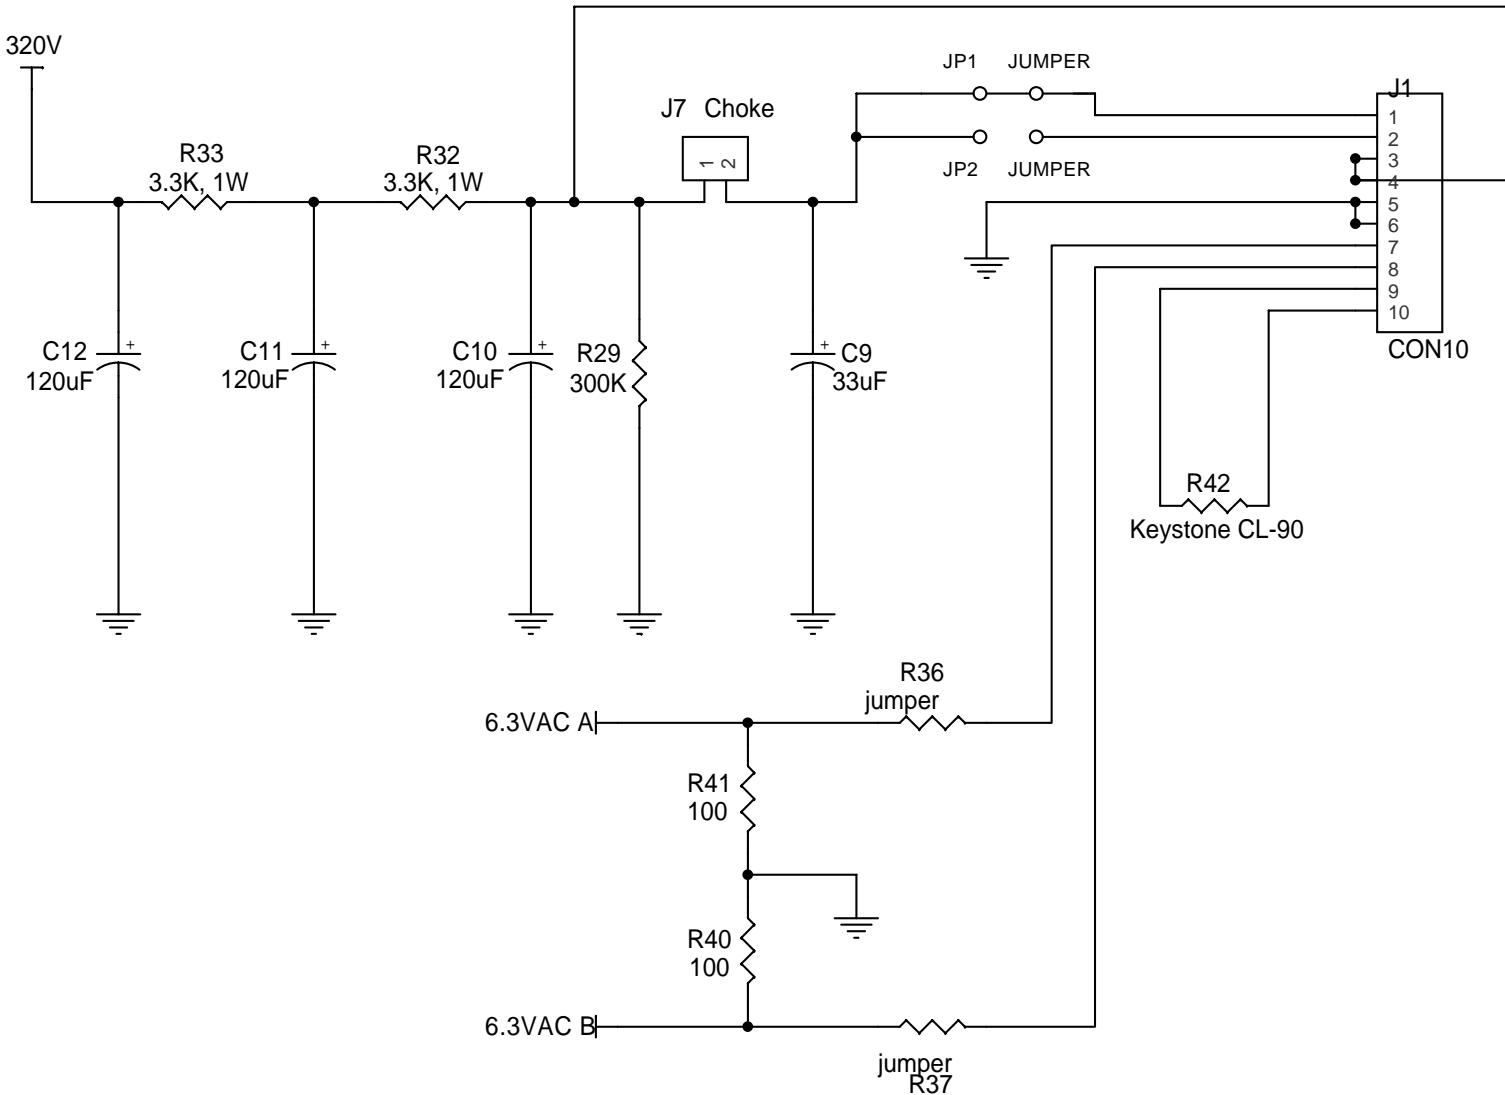 320V
JP1 JUMPER
J1
J7 Choke
1
2
JP2 JUMPER
1
2
3
4
5
6
7
8
9
10
CON10
R33
3.3K, 1W
R32
3.3K, 1W
C12
120uF
+
C11
120uF
+
C10
120uF
+
R29
300K
+
C9
33uF
R42
Keystone CL-90
R36
jumper
6.3VAC A
R41
100
R40
100
6.3VAC B
jumper
R37